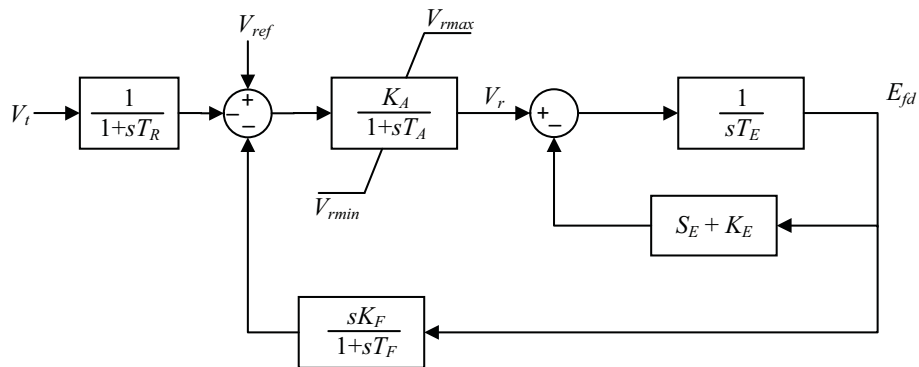 V_ref
V_rmax
V_t
1
1+sT_R
+
−
−
K_A
1+sT_A
V_r
+
−
1
sT_E
E_fd
V_rmin
S_E + K_E
sK_F
1+sT_F